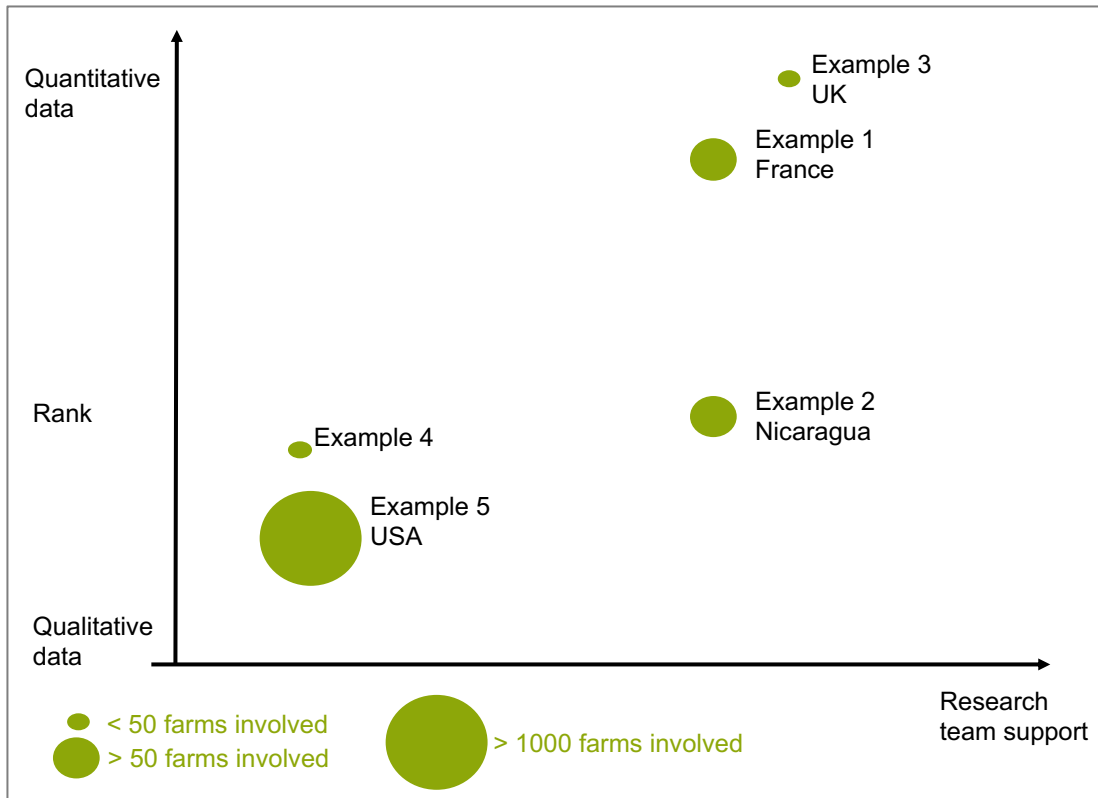 Quantitative
data
Example 3
UK
Example 1
France
Rank
Example 2
Nicaragua
Example 4
Example 5
USA
Qualitative
data
Research
team support
< 50 farms involved
> 50 farms involved
> 1000 farms involved